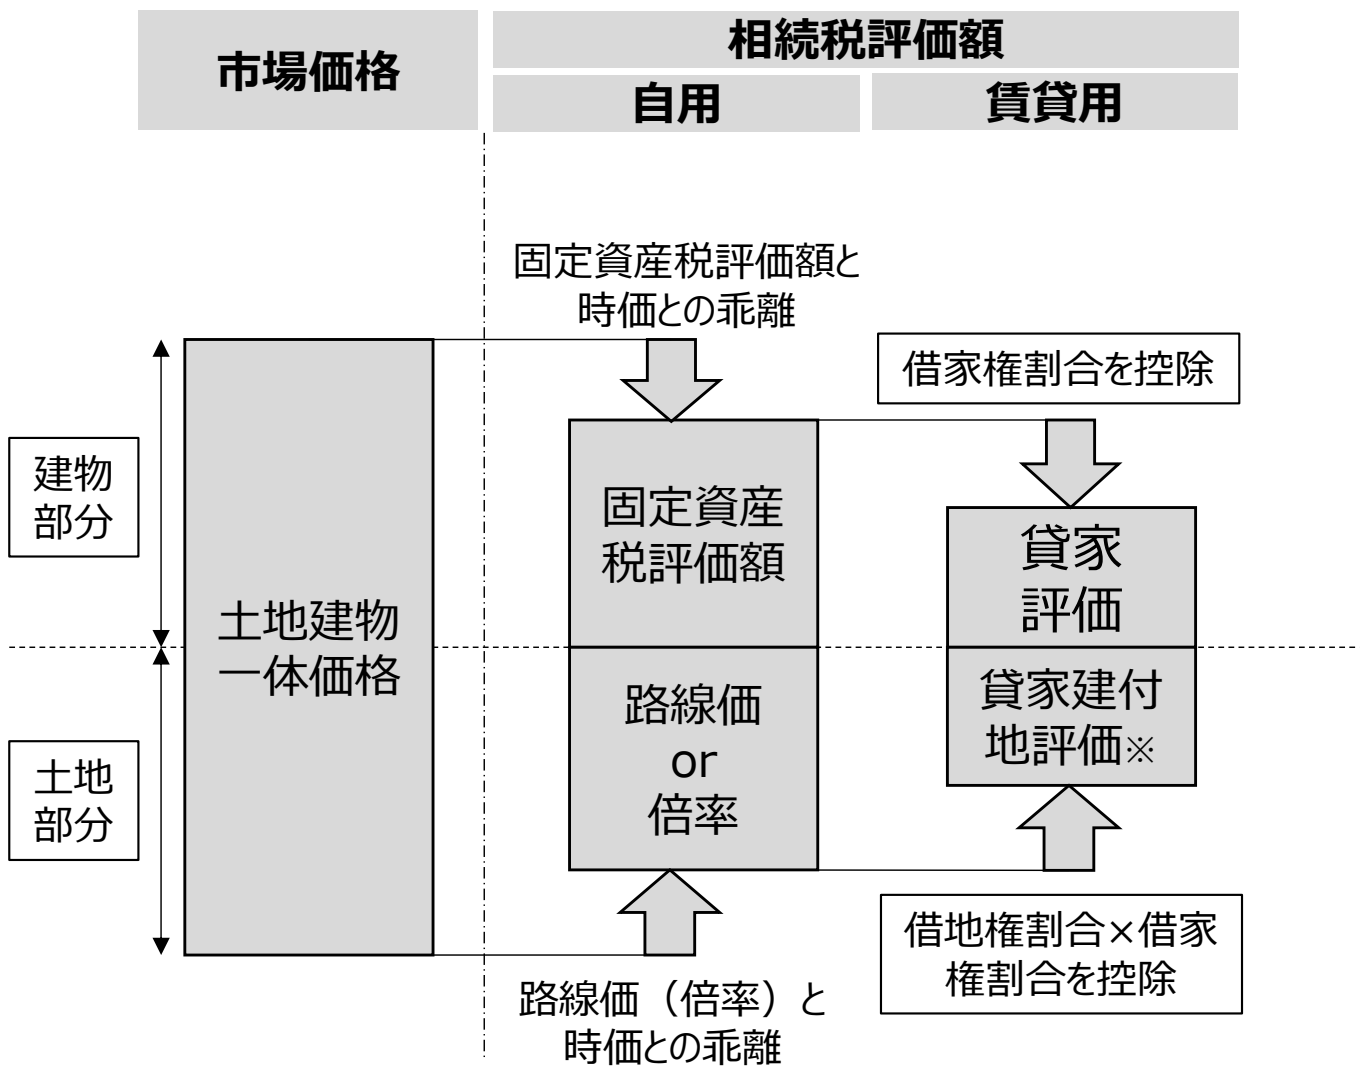 市場価格
相続税評価額
自用
賃貸用
固定資産税評価額と
時価との乖離
借家権割合を控除
建物
部分
固定資産
税評価額
貸家
評価
土地建物
一体価格
路線価
or
倍率
貸家建付
地評価※
土地
部分
借地権割合×借家
権割合を控除
路線価（倍率）と
時価との乖離